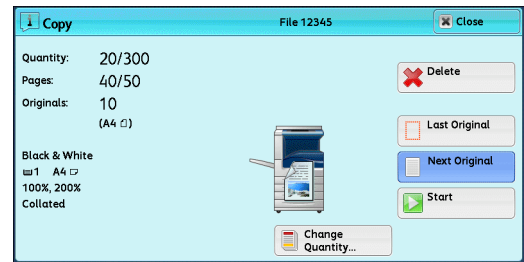 Copy
File 12345
Close
Quantity: 20/300
Pages: 40/50
Originals: 10
(A4)
Black & White
1 A4
100%, 200%
Collated
Delete
Last Original
Next Original
Start
Change
Quantity...